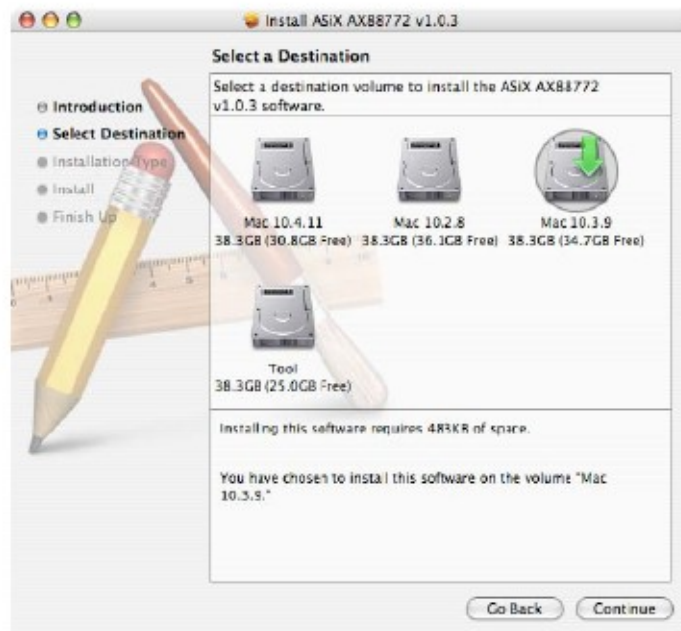 Install ASiX AX88772 v1.0.3
Select a Destination
Introduction
Select Destination
Installation Type
Install
Finish Up
Select a destination volume to install the ASiX AX88772
v1.0.3 software.
Mac 10.4.11
38.3GB (30.8GB Free)
Mac 10.2.8
38.3GB (36.1GB Free)
Mac 10.3.9
38.3GB (34.7GB Free)
Tool
38.3GB (25.0GB Free)
Installing this software requires 483KB of space.
You have chosen to install this software on the volume "Mac
10.3.9."
Go Back
Continue